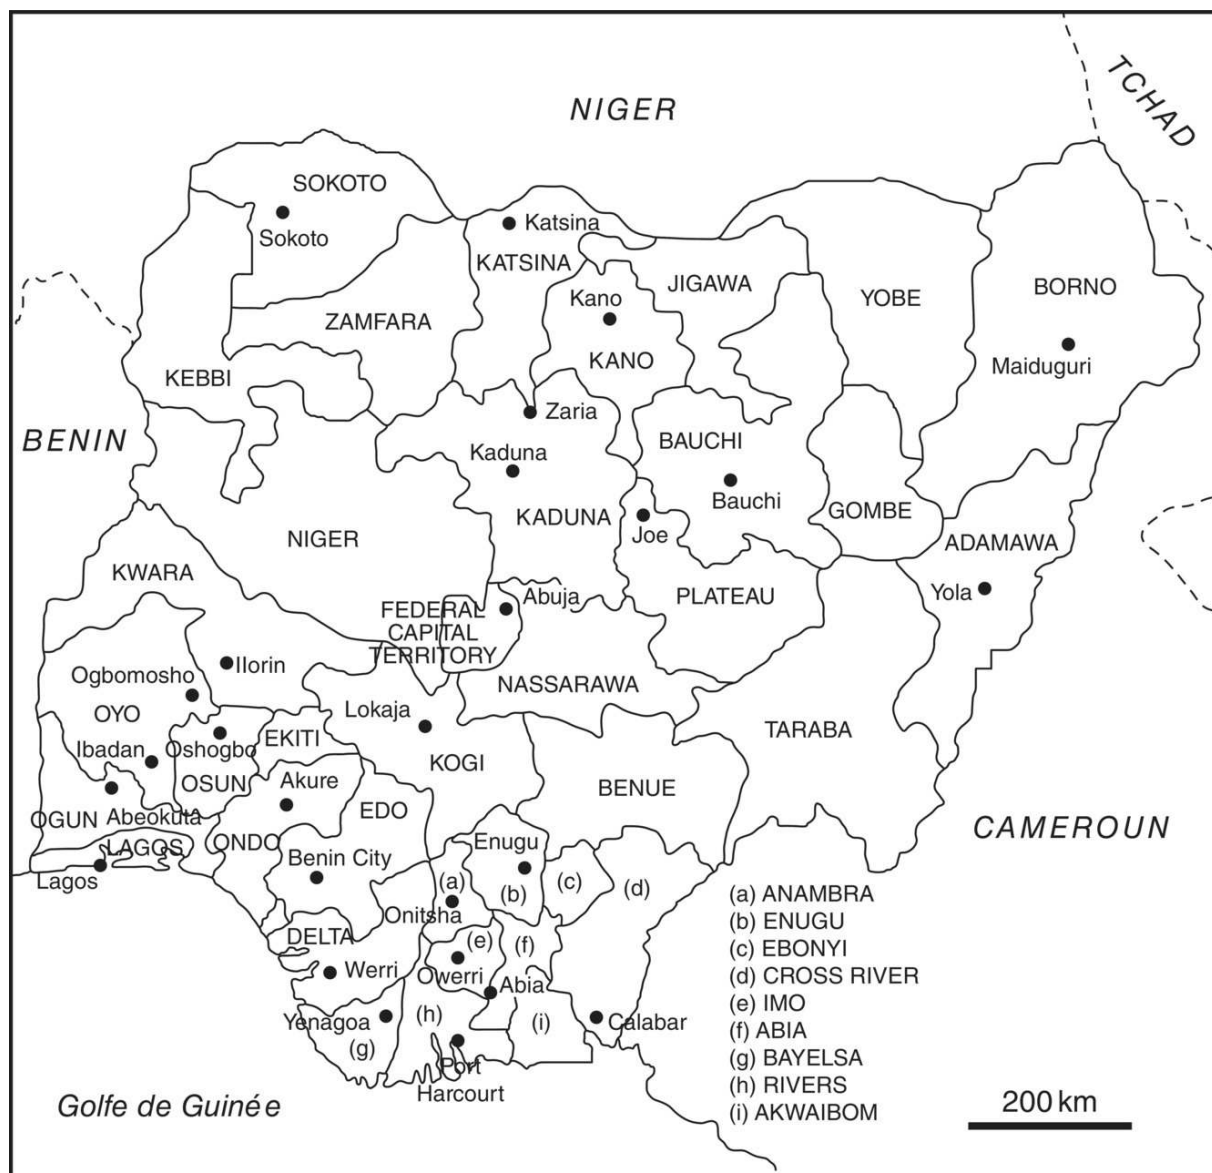 NIGER
TCHAD
SOKOTO
Sokoto
Katsina
KATSINA
JIGAWA
YOBE
BORNO
Kano
KANO
ZAMFARA
Maiduguri
KEBBI
BENIN
Zaria
BAUCHI
Kaduna
Bauchi
KADUNA
GOMBE
Joe
NIGER
ADAMAWA
KWARA
Yola
PLATEAU
Abuja
FEDERAL
CAPITAL
TERRITORY
Ilorin
Ogbomosho
NASSARAWA
OYO
Lokaja
TARABA
Ibadan
Oshogbo
EKITI
KOGI
OSUN
Akure
BENUE
OGUN
Abeokuta
EDO
CAMEROUN
LAGOS
ONDO
Enugu
Lagos
Benin City
(a)
(b)
(c)
(d)
Onitsha
DELTA
(e)
(f)
Werri
Owerri
Abia
Yenagoa
(g)
(h)
(i)
Calabar
Port
Harcourt
(a) ANAMBRA
(b) ENUGU
(c) EBONYI
(d) CROSS RIVER
(e) IMO
(f) ABIA
(g) BAYELSA
(h) RIVERS
(i) AKWAIBOM
Golfe de Guinée
200 km